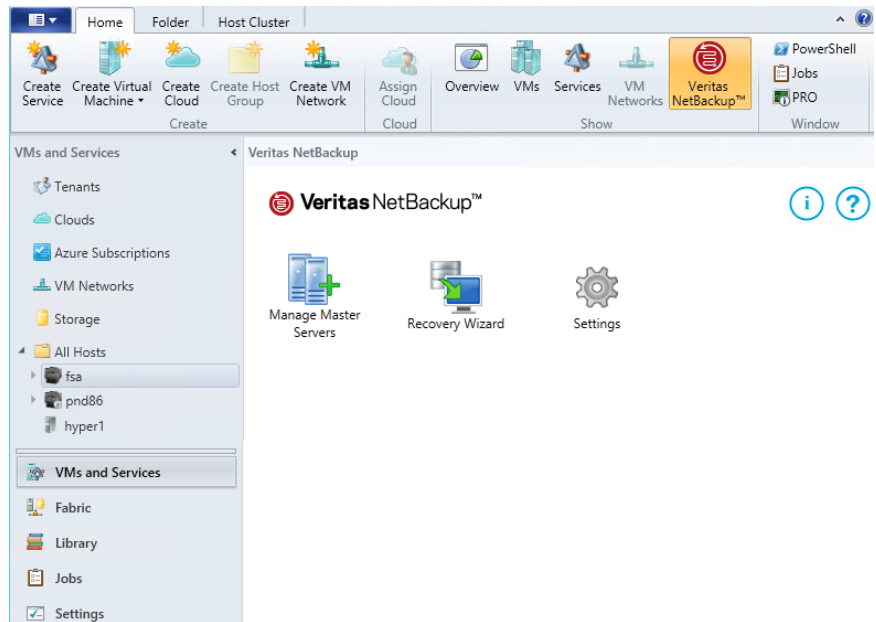 Home Folder Host Cluster
Create Service
Create Virtual Machine
Create Cloud
Create Host Group
Create VM Network
Assign Cloud
Overview
VMs
Services
VM Networks
Veritas NetBackup™
PowerShell
Jobs
PRO
Create
Cloud
Show
Window
VMs and Services
Veritas NetBackup
Tenants
Clouds
Azure Subscriptions
VM Networks
Storage
All Hosts
fsa
pnd86
hyper1
VMs and Services
Fabric
Library
Jobs
Settings
Veritas NetBackup™
i ?
Manage Master
Servers
Recovery Wizard
Settings